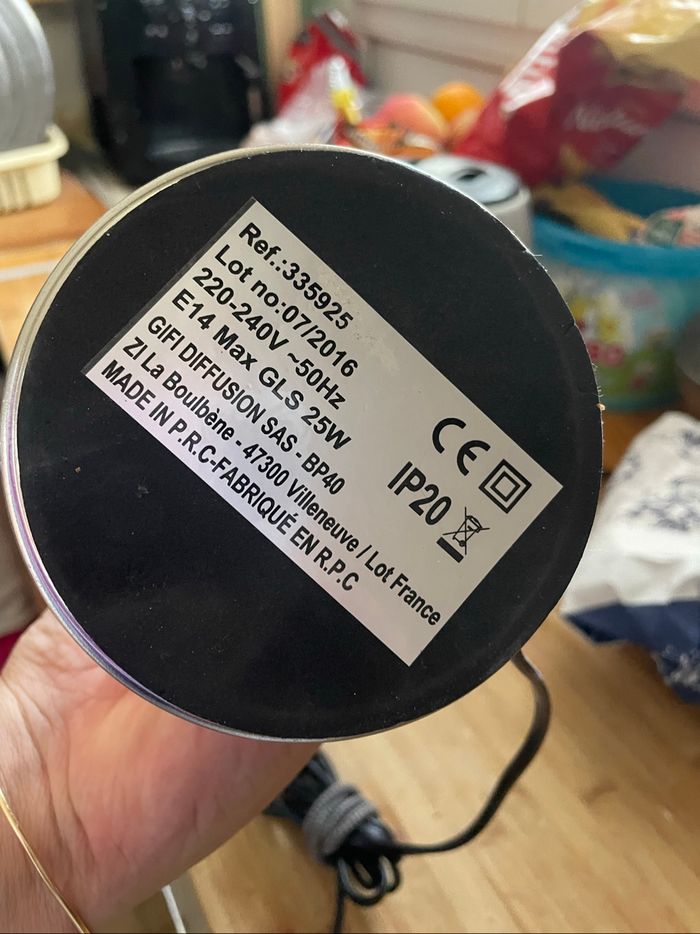 Ref.:335925
Lot no:07/2016
220-240V ~50Hz
E14 Max GLS 25W
GIFI DIFFUSION SAS - BP40
ZI La Boulbène - 47300 Villeneuve / Lot France
MADE IN P.R.C-FABRIQUÉ EN R.P.C
CE
IP20